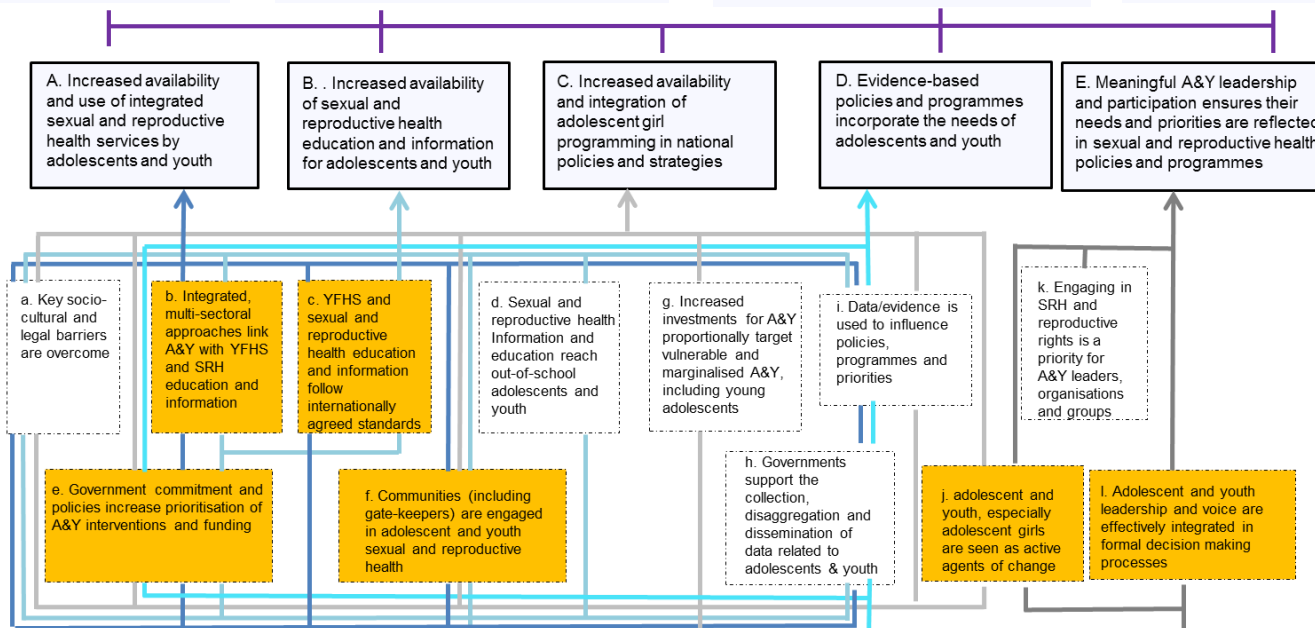 A. Increased availability
and use of integrated
sexual and reproductive
health services by
adolescents and youth
B. . Increased availability
of sexual and
reproductive health
education and information
for adolescents and youth
C. Increased availability
and integration of
adolescent girl
programming in national
policies and strategies
D. Evidence-based
policies and programmes
incorporate the needs of
adolescents and youth
E. Meaningful A&Y leadership
and participation ensures their
needs and priorities are reflected
in sexual and reproductive health
policies and programmes
a. Key socio-
cultural and
legal barriers
are overcome
b. Integrated,
multi-sectoral
approaches link
A&Y with YFHS
and SRH
education and
information
c. YFHS and
sexual and
reproductive
health education
and information
follow
internationally
agreed standards
d. Sexual and
reproductive health
Information and
education reach
out-of-school
adolescents and
youth
g. Increased
investments for A&Y
proportionally target
vulnerable and
marginalised A&Y,
including young
adolescents
i. Data/evidence is
used to influence
policies,
programmes and
priorities
k. Engaging in
SRH and
reproductive
rights is a
priority for
A&Y leaders,
organisations
and groups
e. Government commitment and
policies increase prioritisation of
A&Y interventions and funding
f. Communities (including
gate-keepers) are engaged
in adolescent and youth
sexual and reproductive
health
h. Governments
support the
collection,
disaggregation and
dissemination of
data related to
adolescents & youth
j. adolescent and
youth, especially
adolescent girls
are seen as active
agents of change
l. Adolescent and youth
leadership and voice are
effectively integrated in
formal decision making
processes